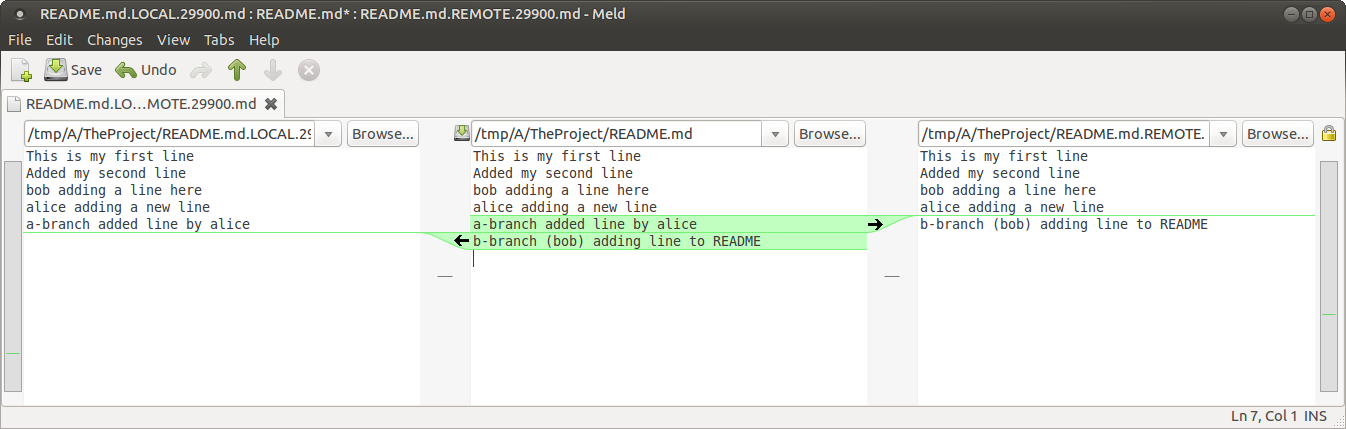 README.md.LOCAL.29900.md : README.md* : README.md.REMOTE.29900.md - Meld
File Edit Changes View Tabs Help
Save Undo
README.md.LO...MOTE.29900.md
/tmp/A/TheProject/README.md.LOCAL.29 Browse...
/tmp/A/TheProject/README.md Browse...
/tmp/A/TheProject/README.md.REMOTE. Browse...
This is my first line
Added my second line
bob adding a line here
alice adding a new line
a-branch added line by alice
This is my first line
Added my second line
bob adding a line here
alice adding a new line
a-branch added line by alice
b-branch (bob) adding line to README
This is my first line
Added my second line
bob adding a line here
alice adding a new line
b-branch (bob) adding line to README
Ln 7, Col 1 INS